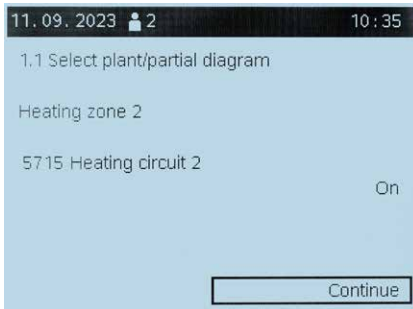 11.09.2023 2 10:35
1.1 Select plant/partial diagram
Heating zone 2
5715 Heating circuit 2
On
Continue